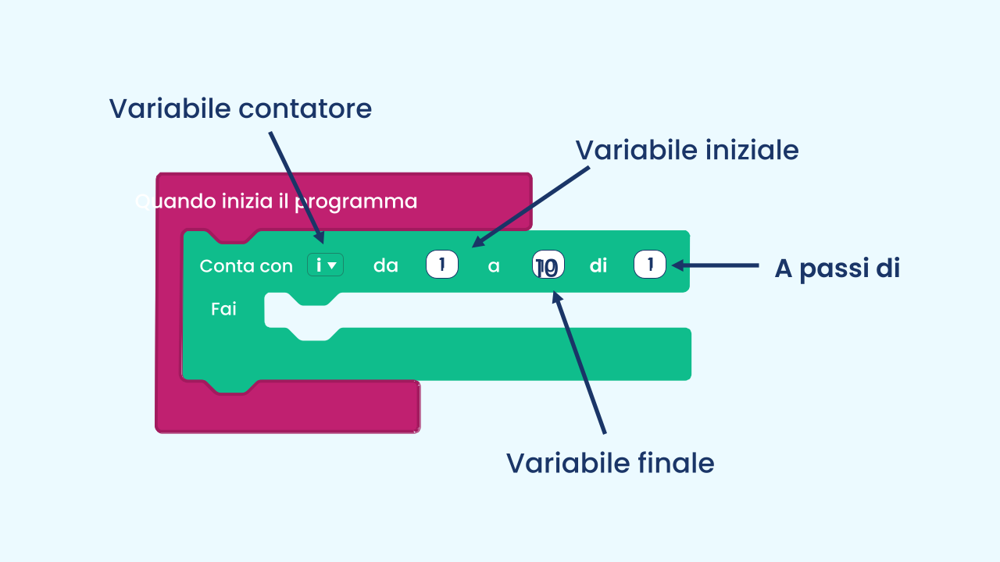 Variabile contatore
Variabile iniziale
Quando inizia il programma
Conta con i da 1 a 10 di 1
A passi di
Fai
Variabile finale